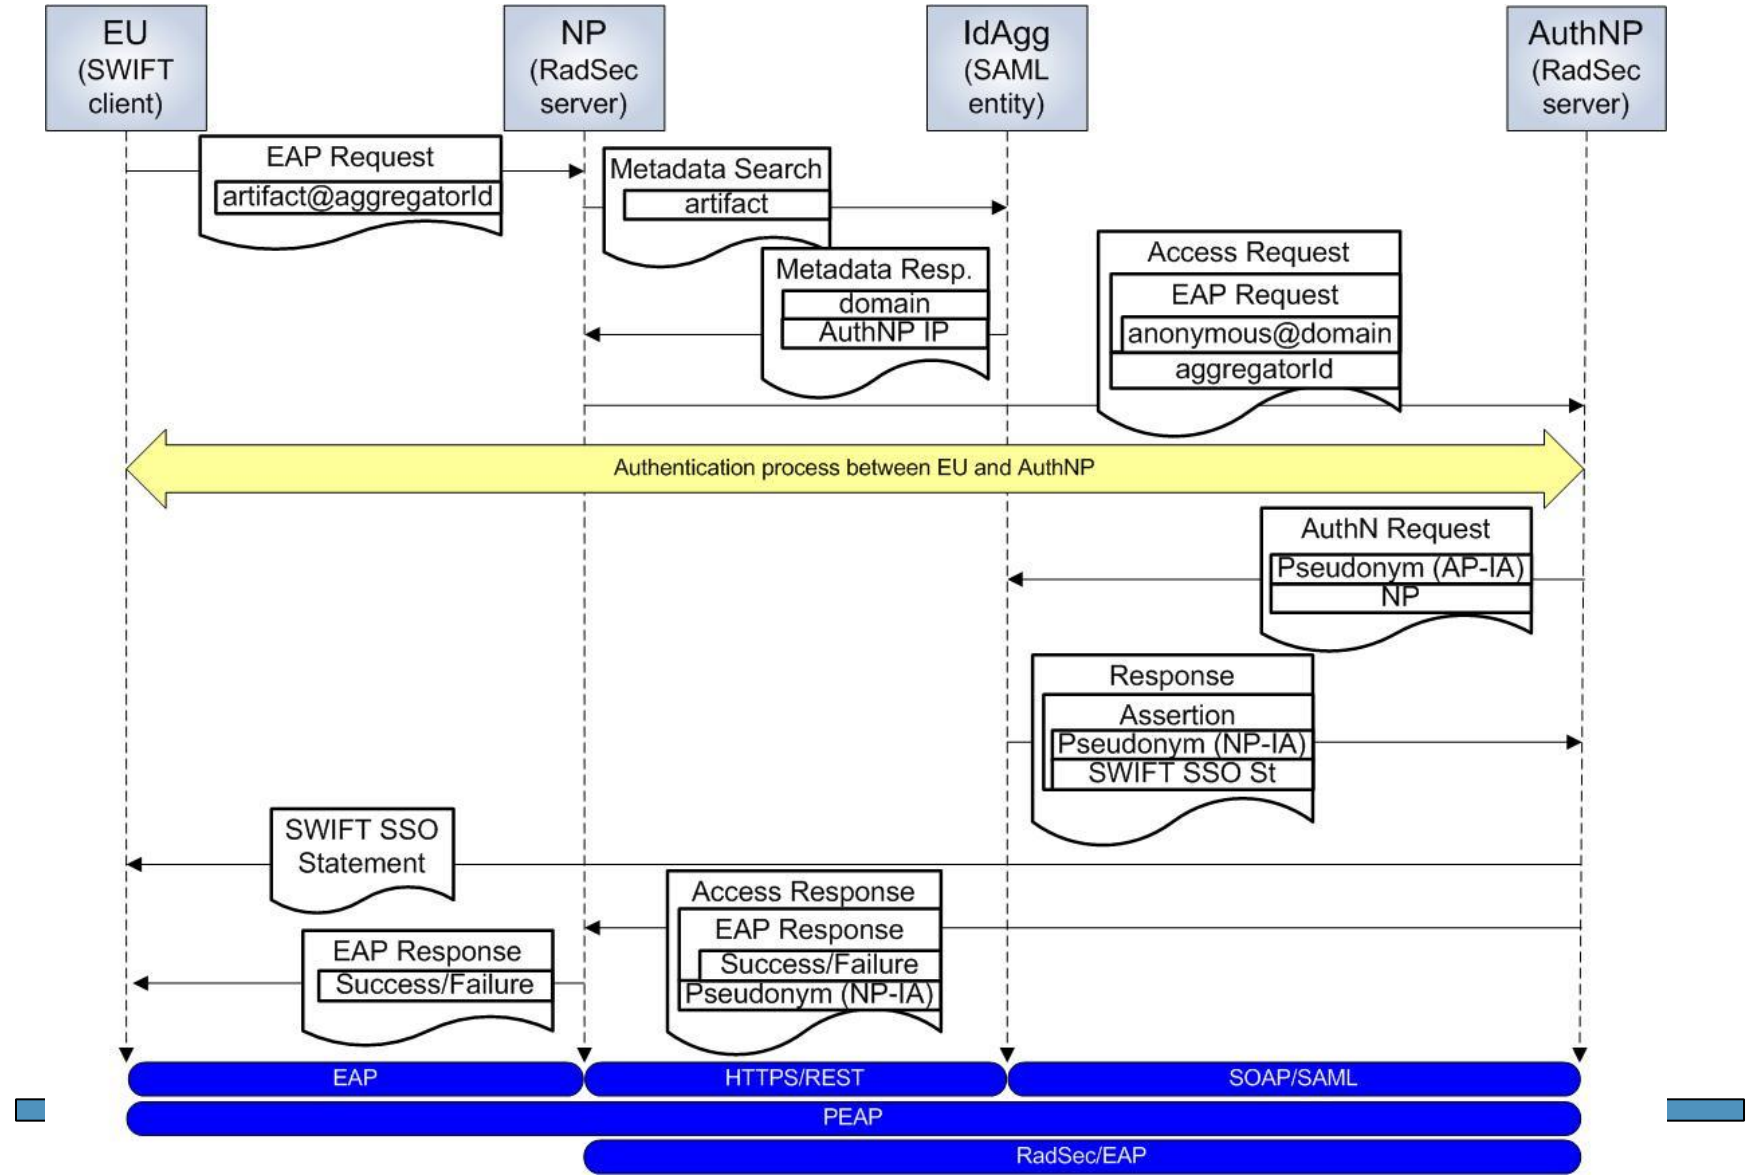 EU
(SWIFT
client)
NP
(RadSec
server)
IdAgg
(SAML
entity)
AuthNP
(RadSec
server)
EAP Request
artifact@aggregatorId
Metadada Search
artifact
Metadada Resp.
domain
AuthNP IP
Access Request
EAP Request
anonymous@domain
aggregatorId
Authentication process between EU and AuthNP
AuthN Request
Pseudonym (AP-IA)
NP
Response
Assertion
Pseudonym (NP-IA)
SWIFT SSO St
SWIFT SSO
Statement
Access Response
EAP Response
Success/Failure
Pseudonym (NP-IA)
EAP Response
Success/Failure
EAP
HTTPS/REST
SOAP/SAML
PEAP
RadSec/EAP